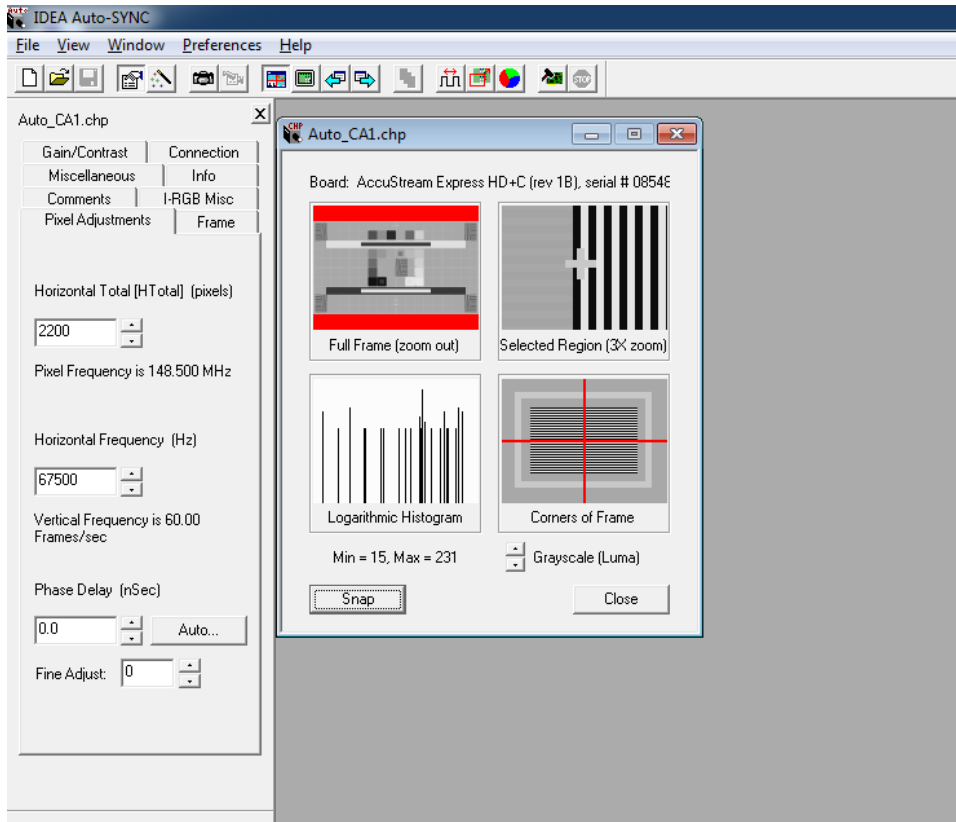 IDEA Auto-SYNC
File View Window Preferences Help
Auto_CA1.chp
Gain/Contrast Connection
Miscellaneous Info
Comments I-RGB Misc
Pixel Adjustments Frame
Horizontal Total [HTotal] (pixels)
2200
Pixel Frequency is 148.500 MHz
Horizontal Frequency (Hz)
67500
Vertical Frequency is 60.00
Frames/sec
Phase Delay (nSec)
0.0 Auto...
Fine Adjust: 0
Auto_CA1.chp
Board: AccuStream Express HD+C (rev 1B), serial # 08548
Full Frame (zoom out) Selected Region (3X zoom)
Logarithmic Histogram Corners of Frame
Min = 15, Max = 231 Grayscale (Luma)
Snap Close